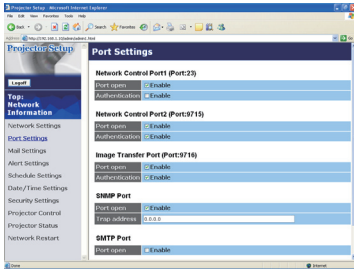 Projector Setup - Microsoft Internet Explorer
File Edit View Favorites Tools Help
Back Search Favorites
Projector Setup
Logoff
Top:
Network
Information
Network Settings
Port Settings
Mail Settings
Alert Settings
Schedule Settings
Date/Time Settings
Security Settings
Projector Control
Projector Status
Network Restart
Port Settings
Network Control Port1 (Port:23)
Port open Enable
Authentication Enable
Network Control Port2 (Port:9715)
Port open Enable
Authentication Enable
Image Transfer Port (Port:9716)
Port open Enable
Authentication Enable
SNMP Port
Port open Enable
Trap address 0.0.0.0
SMTP Port
Port open Enable
Done Internet